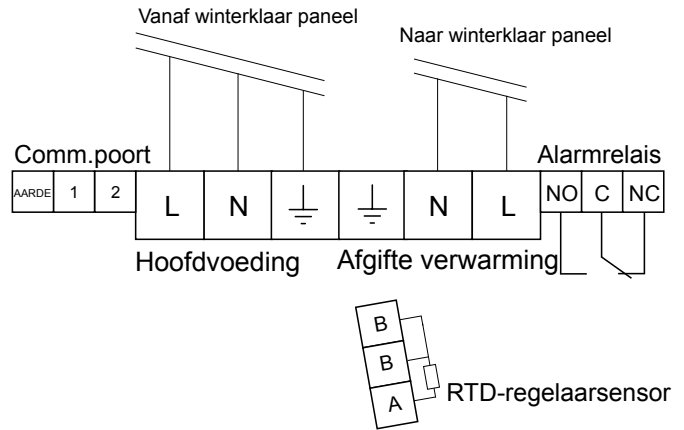 Vanaf winterklaar paneel
Naar winterklaar paneel
Comm.poort
Alarmrelais
AARDE 1 2 L N N L NO C NC
Hoofdvoeding
Afgifte verwarming
B
B
A
RTD-regelaarsensor